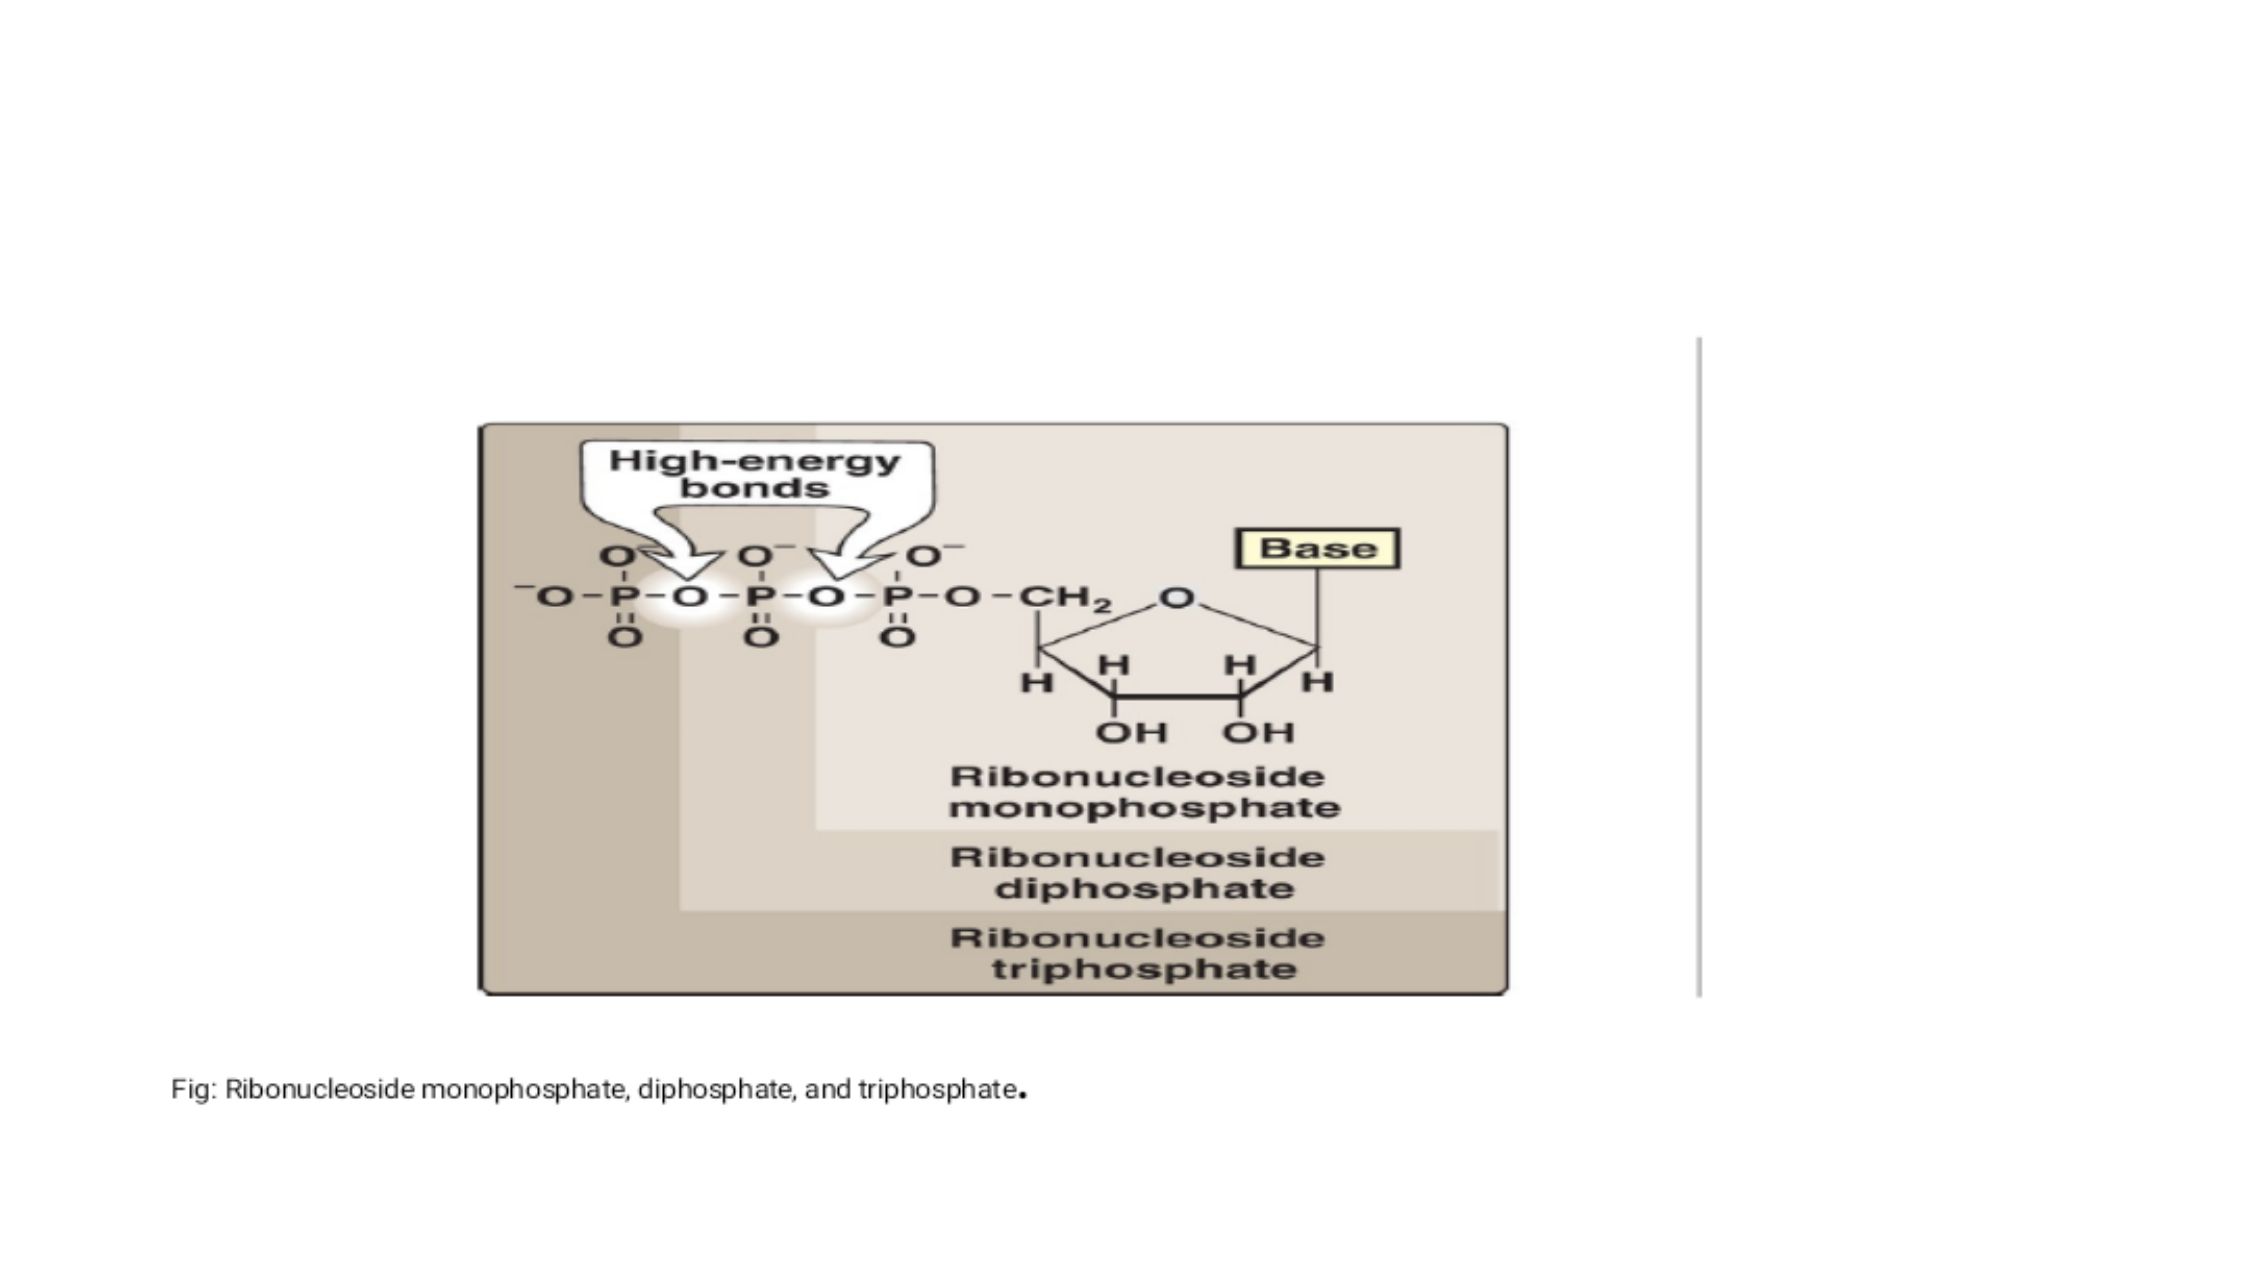 High-energy
bonds
O⁻ O⁻ O⁻
Base
⁻O-P-O-P-O-P-O-CH₂ O
O O O
H H
H H
OH OH
Ribonucleoside
monophosphate
Ribonucleoside
diphosphate
Ribonucleoside
triphosphate
Fig: Ribonucleoside monophosphate, diphosphate, and triphosphate.